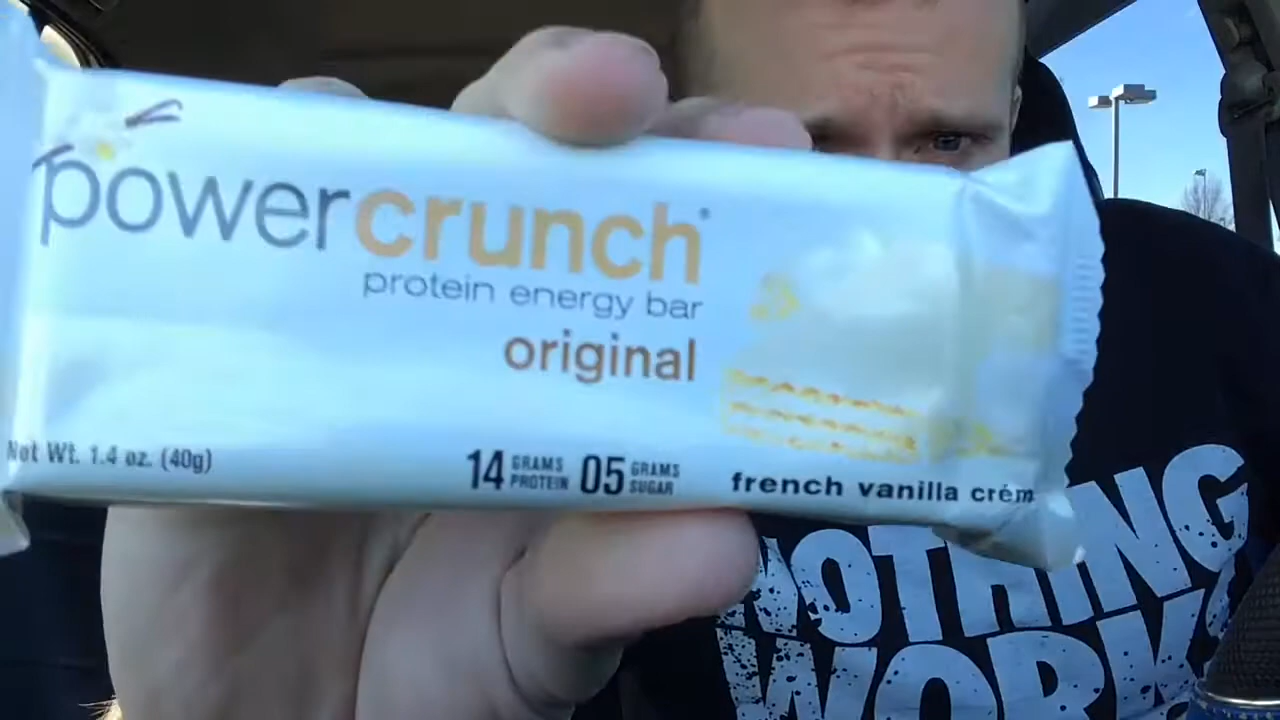 powercrunch
protein energy bar
original
Net Wt. 1.4 oz. (40g)
14 GRAMS PROTEIN 05 GRAMS SUGAR
french vanilla crém
NOTHING
WORK